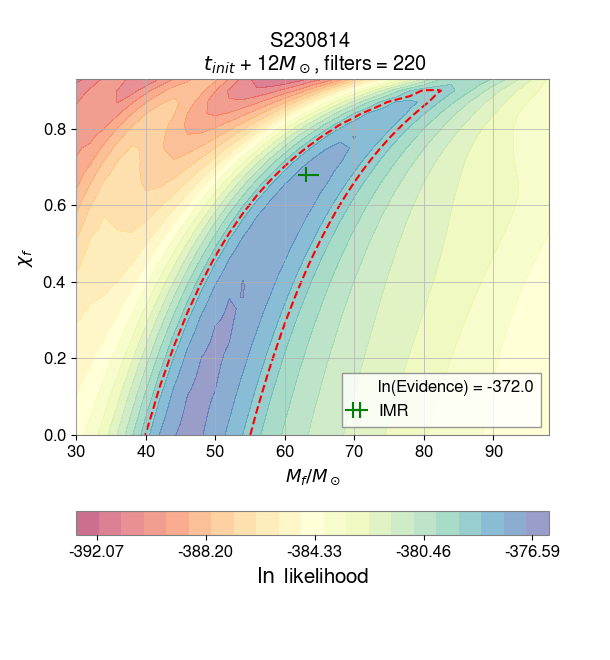 S230814
t_init + 12M_⊙, filters = 220
χ_f
0.8
0.6
0.4
0.2
0.0
30 40 50 60 70 80 90
M_f/M_⊙
ln(Evidence) = -372.0
IMR
-392.07 -388.20 -384.33 -380.46 -376.59
ln likelihood